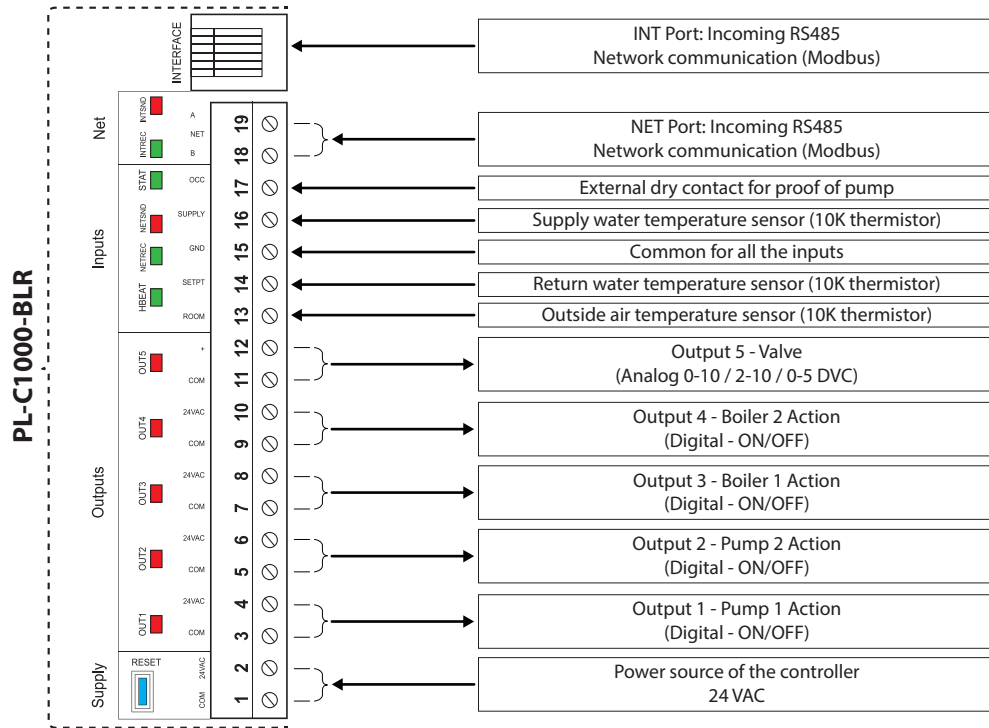 PL-C1000-BLR
INTERFACE
INT Port: Incoming RS485
Network communication (Modbus)
Net
INTSND
INTREC
A
NET
B
19
18
NET Port: Incoming RS485
Network communication (Modbus)
Inputs
STAT
NETSND
NETREC
HBEAT
OCC
17
External dry contact for proof of pump
SUPPLY
16
Supply water temperature sensor (10K thermistor)
GND
15
Common for all the inputs
SETPT
14
Return water temperature sensor (10K thermistor)
ROOM
13
Outside air temperature sensor (10K thermistor)
Outputs
OUT5
+
COM
12
11
Output 5 - Valve
(Analog 0-10 / 2-10 / 0-5 DVC)
OUT4
24VAC
COM
10
9
Output 4 - Boiler 2 Action
(Digital - ON/OFF)
OUT3
24VAC
COM
8
7
Output 3 - Boiler 1 Action
(Digital - ON/OFF)
OUT2
24VAC
COM
6
5
Output 2 - Pump 2 Action
(Digital - ON/OFF)
OUT1
24VAC
COM
4
3
Output 1 - Pump 1 Action
(Digital - ON/OFF)
Supply
RESET
24VAC
COM
2
1
Power source of the controller
24 VAC